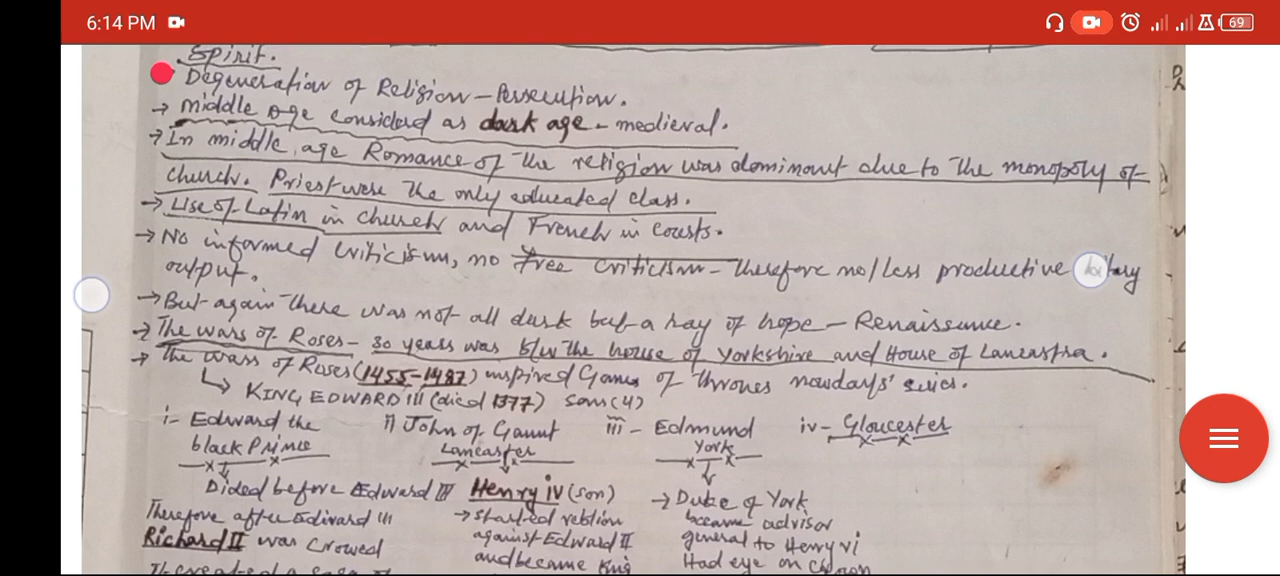 6:14 PM
69
Spirit.
Degeneration of Religion - Persecution.
→ middle age considerd as dark age - medieval.
→ In middle age Romance of the religion was dominant due to the monopoly of
church. Priest were the only educated class.
→ Use of Latin in church and French in courts.
→ No informed criticism, no free criticism - therefore no/less productive
output.
→ But again there was not all dark but a ray of hope - Renaissance.
→ The wars of Roses - 30 years was b/w the house of Yorkshire and House of Lancastra.
→ The wars of Roses (1455-1487) inspired Game of thrones nowdays' series.
↳ KING EDWARD III (died 1377) sons (4)
i- Edward the ii John of Gaunt iii - Edmund iv - Gloucester
black Prince Lancaster York
Dided before Edward III Henry iv (son) → Duke of York
Therefore after Edward III → started reblion became advisor
Richard II was Crowed against Edward II general to Henry vi
and became King Had eye on Crown